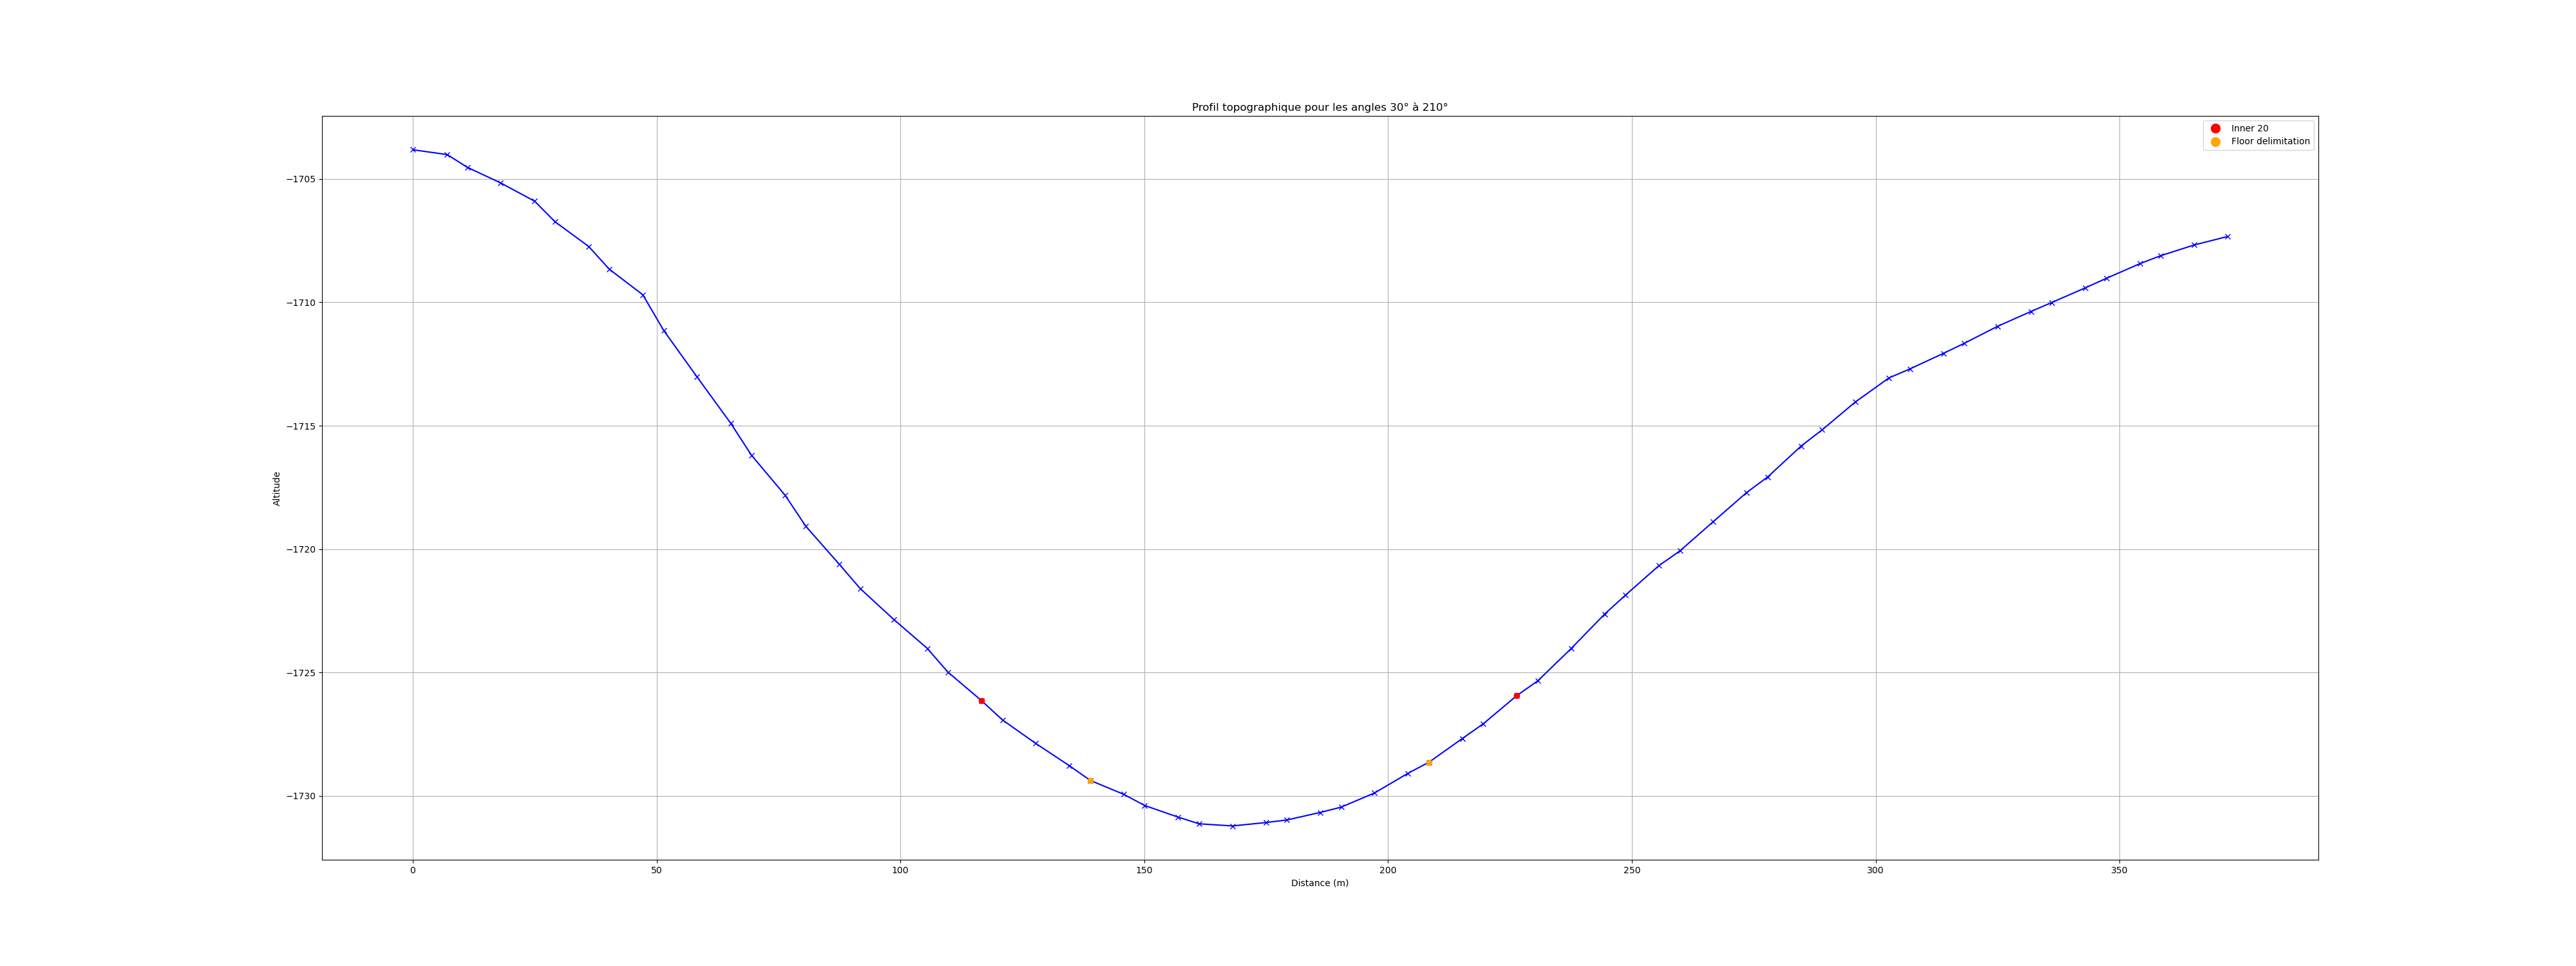 Profil topographique pour les angles 30° à 210°
Inner 20
Floor delimitation
Altitude
−1705
−1710
−1715
−1720
−1725
−1730
0 50 100 150 200 250 300 350
Distance (m)